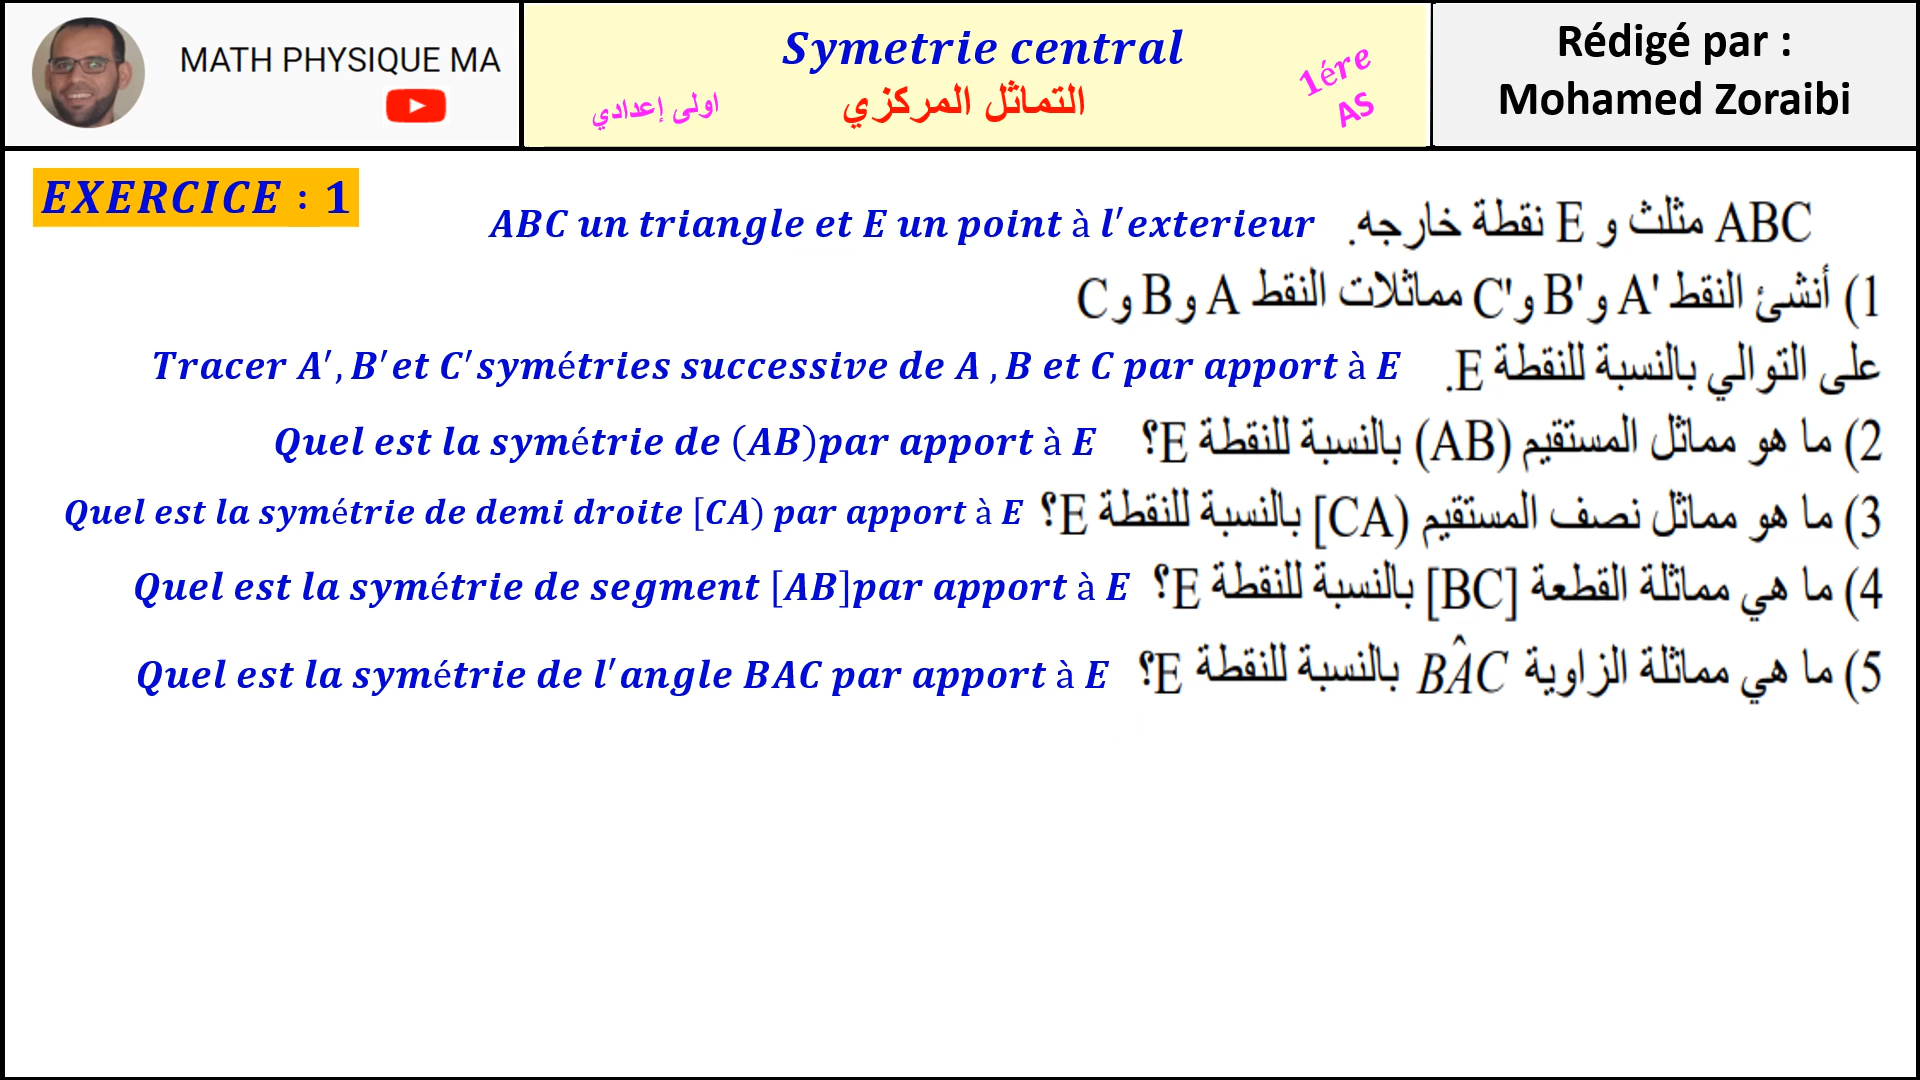 MATH PHYSIQUE MA
Symetrie central
التماثل المركزي
اولى إعدادي
1ére
AS
Rédigé par :
Mohamed Zoraibi
EXERCICE : 1
ABC un triangle et E un point à l'exterieur
ABC مثلث و E نقطة خارجه.
1) أنشئ النقط A' و B' و C' مماثلات النقط A و B و C
Tracer A', B'et C'symétries successive de A , B et C par apport à E
على التوالي بالنسبة للنقطة E.
Quel est la symétrie de (AB)par apport à E
2) ما هو مماثل المستقيم (AB) بالنسبة للنقطة E؟
Quel est la symétrie de demi droite [CA) par apport à E
3) ما هو مماثل نصف المستقيم [CA) بالنسبة للنقطة E؟
Quel est la symétrie de segment [AB]par apport à E
4) ما هي مماثلة القطعة [BC] بالنسبة للنقطة E؟
Quel est la symétrie de l'angle BAC par apport à E
5) ما هي مماثلة الزاوية BÂC بالنسبة للنقطة E؟